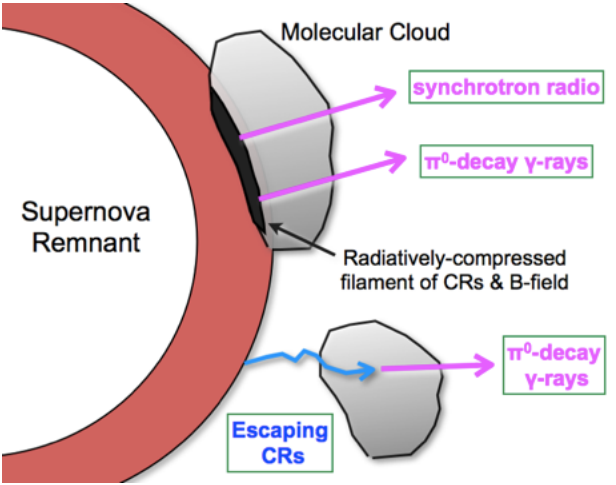 Molecular Cloud
synchrotron radio
π⁰-decay γ-rays
Supernova
Remnant
Radiatively-compressed
filament of CRs & B-field
π⁰-decay
γ-rays
Escaping
CRs